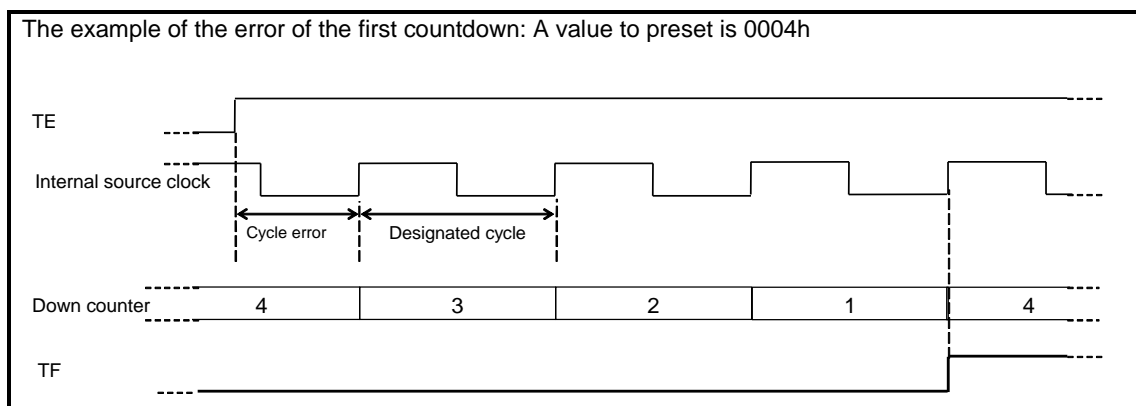 The example of the error of the first countdown: A value to preset is 0004h
TE
Internal source clock
Cycle error
Designated cycle
Down counter
4
3
2
1
4
TF